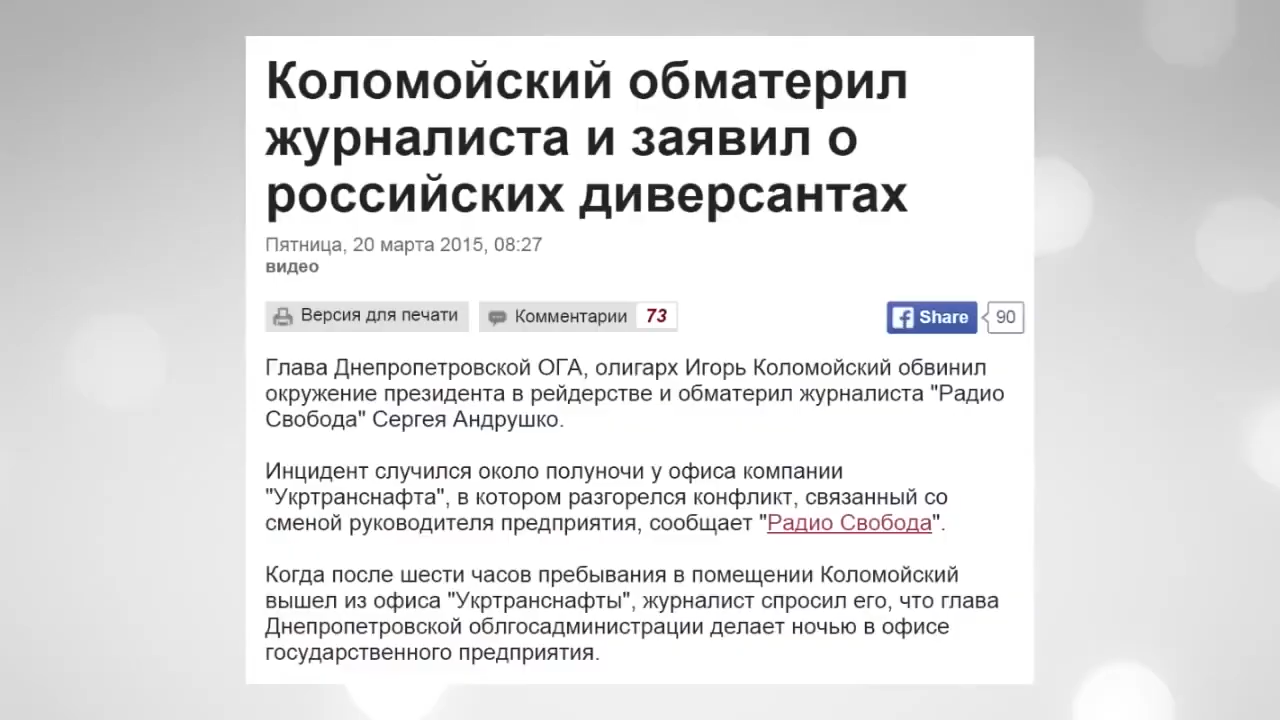 Коломойский обматерил
журналиста и заявил о
российских диверсантах
Пятница, 20 марта 2015, 08:27
видео
Версия для печати
Комментарии 73
Share 90
Глава Днепропетровской ОГА, олигарх Игорь Коломойский обвинил
окружение президента в рейдерстве и обматерил журналиста "Радио
Свобода" Сергея Андрушко.
Инцидент случился около полуночи у офиса компании
"Укртранснафта", в котором разгорелся конфликт, связанный со
сменой руководителя предприятия, сообщает "Радио Свобода".
Когда после шести часов пребывания в помещении Коломойский
вышел из офиса "Укртранснафты", журналист спросил его, что глава
Днепропетровской облгосадминистрации делает ночью в офисе
государственного предприятия.